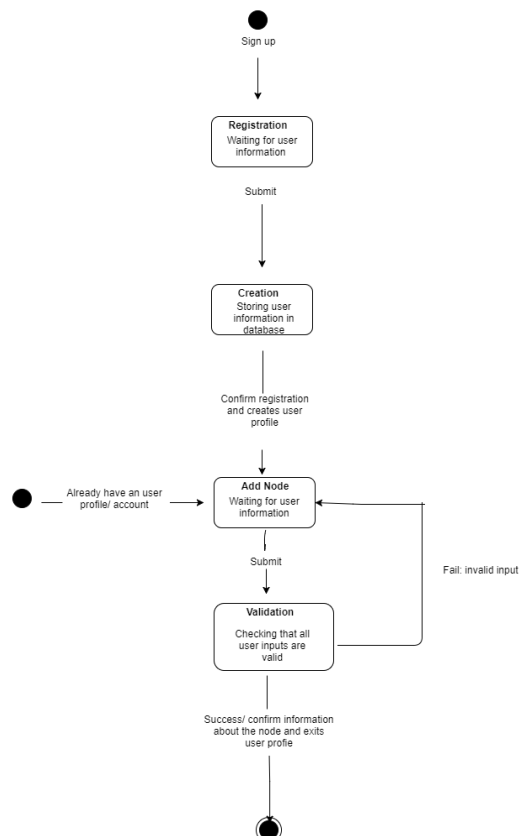 Sign up
Registration
Waiting for user
information
Submit
Creation
Storing user
information in
database
Confirm registration
and creates user
profile
Already have an user
profile/ account
Add Node
Waiting for user
information
Submit
Fail: invalid input
Validation
Checking that all
user inputs are
valid
Success/ confirm information
about the node and exits
user profie